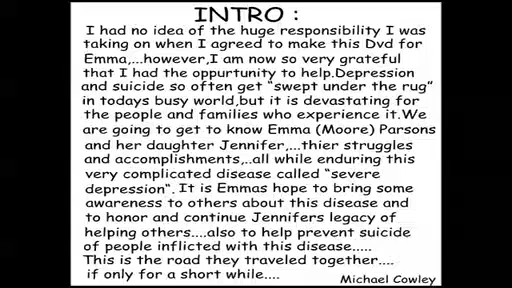 INTRO :
I had no idea of the huge responsibility I was
taking on when I agreed to make this Dvd for
Emma,...however,I am now so very grateful
that I had the oppurtunity to help.Depression
and suicide so often get "swept under the rug"
in todays busy world,but it is devastating for
the people and families who experience it.We
are going to get to know Emma (Moore) Parsons
and her daughter Jennifer,...thier struggles
and accomplishments,..all while enduring this
very complicated disease called "severe
depression". It is Emmas hope to bring some
awareness to others about this disease and
to honor and continue Jennifers legacy of
helping others....also to help prevent suicide
of people inflicted with this disease.....
This is the road they traveled together....
if only for a short while....
Michael Cowley